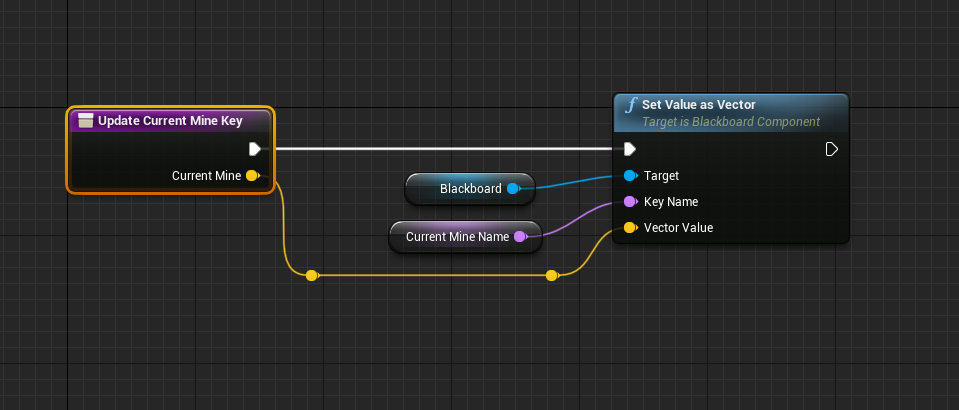 Update Current Mine Key
Current Mine
Blackboard
Current Mine Name
f Set Value as Vector
Target is Blackboard Component
Target
Key Name
Vector Value